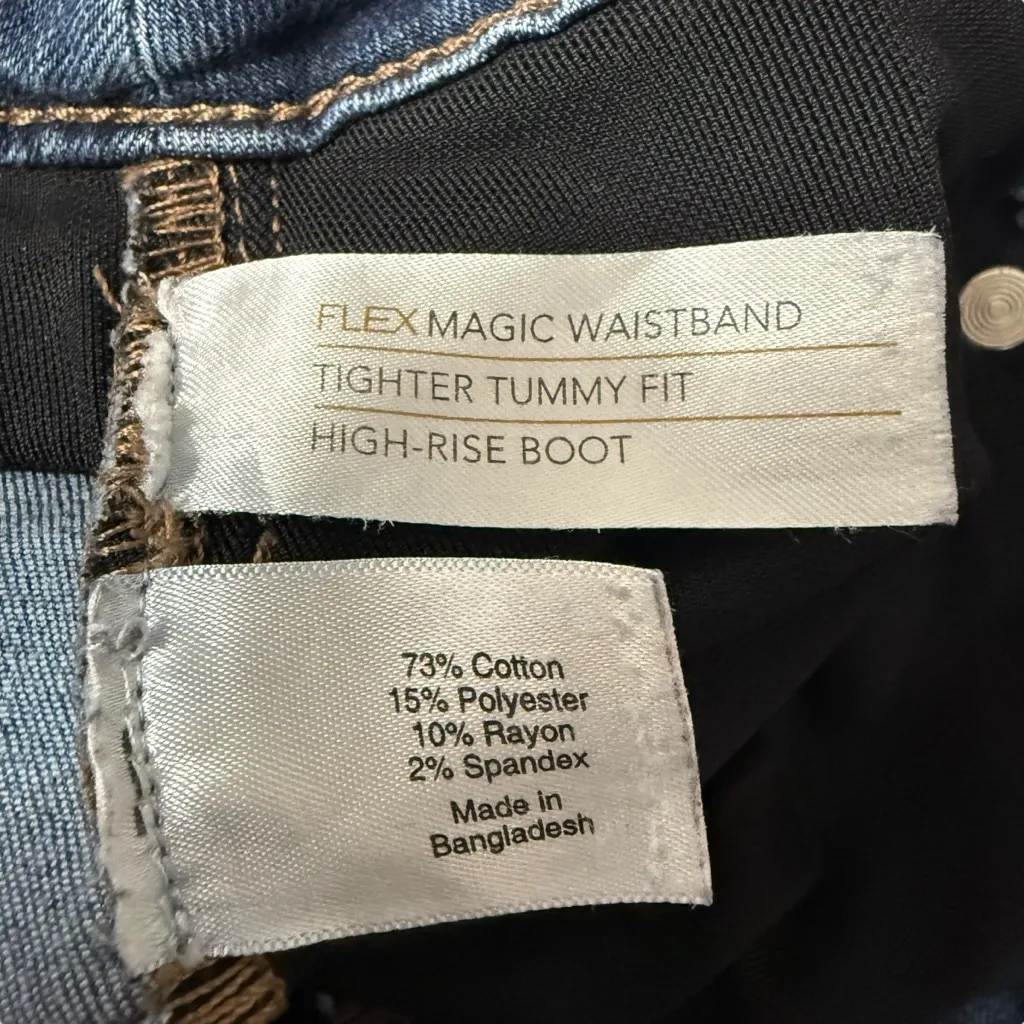 FLEX MAGIC WAISTBAND
TIGHTER TUMMY FIT
HIGH-RISE BOOT
73% Cotton
15% Polyester
10% Rayon
2% Spandex
Made in
Bangladesh